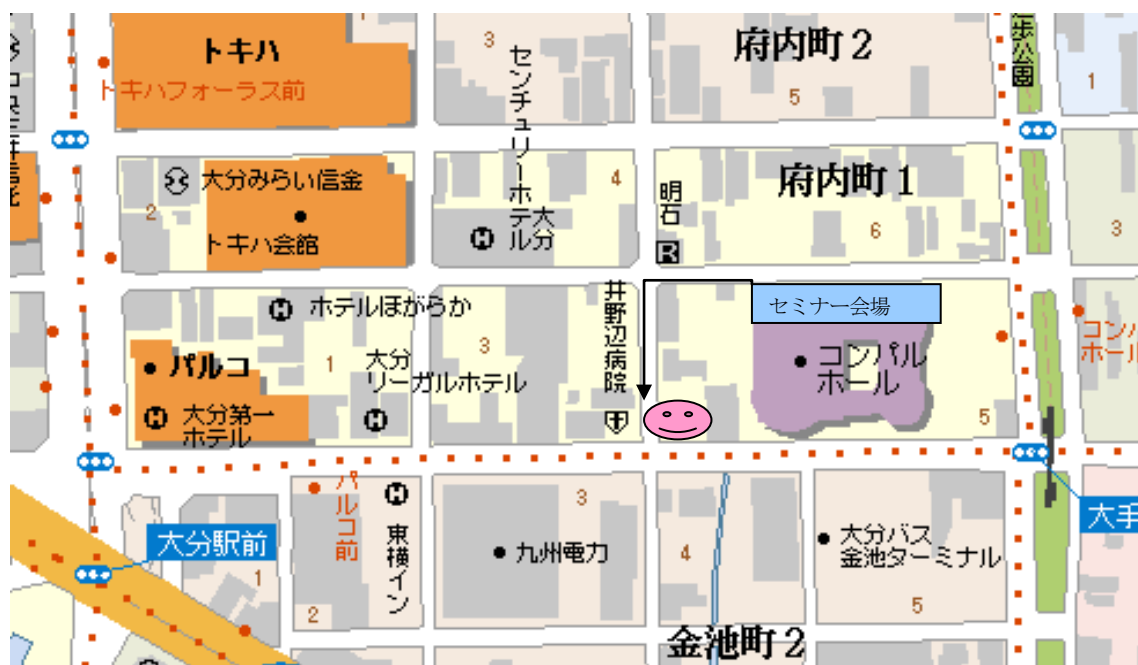 トキハ
トキハフォーラス前
3
センチュリーホテル大分
府内町2
5
歩公園
1
大分みらい信金
2
トキハ会館
4
明石
R
府内町1
6
3
ホテルほがらか
井野辺病院
セミナー会場
パルコ
1
大分
リーガルホテル
3
コンパル
ホール
コンパ
ホール
大分第一
ホテル
5
大分駅前
パルコ前
東横イン
3
九州電力
4
大分バス
金池ターミナル
大手
1
2
5
金池町2